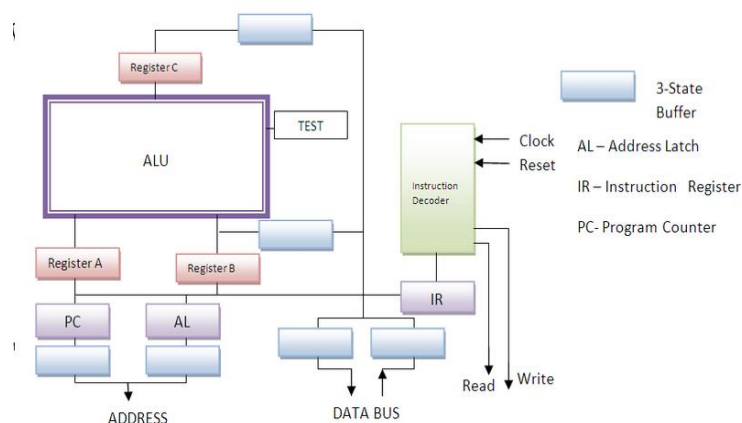 Register C
TEST
ALU
Instruction
Decoder
Clock
Reset
3-State
Buffer
AL – Address Latch
IR – Instruction Register
PC- Program Counter
Register A
Register B
PC
AL
IR
Read
Write
ADDRESS
DATA BUS